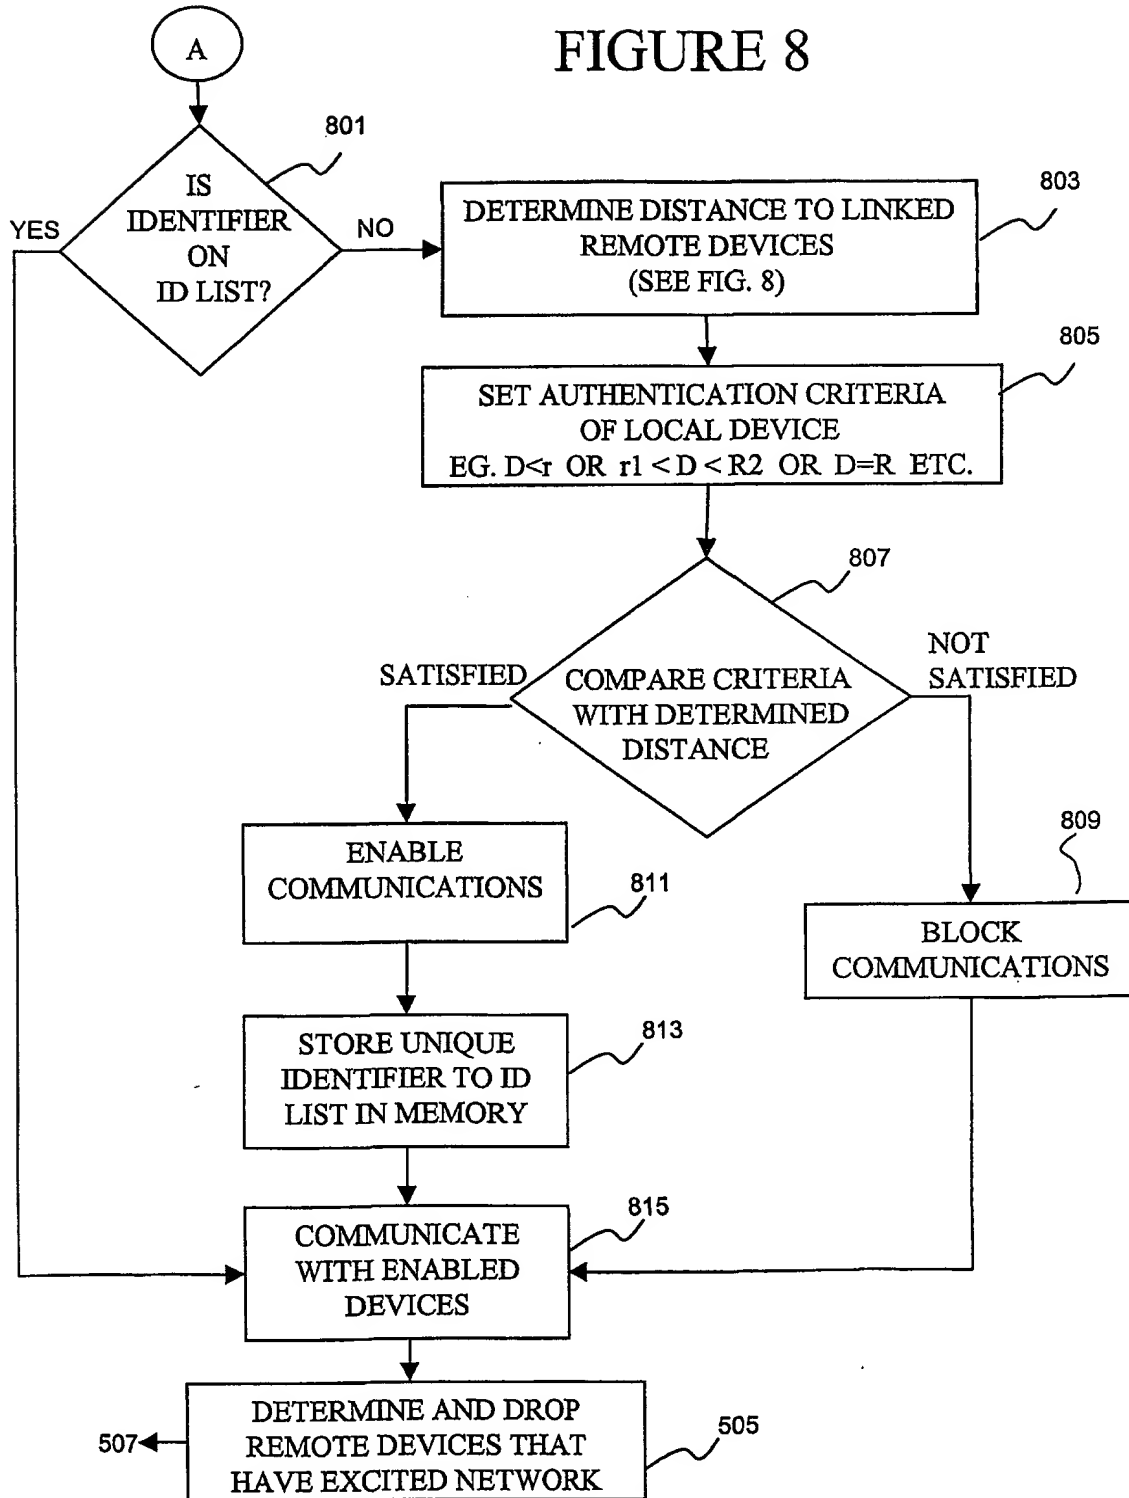 FIGURE 8
A
801
IS
IDENTIFIER
ON
ID LIST?
YES
NO
803
DETERMINE DISTANCE TO LINKED
REMOTE DEVICES
(SEE FIG. 8)
805
SET AUTHENTICATION CRITERIA
OF LOCAL DEVICE
EG. D<r OR r1 < D < R2 OR D=R ETC.
807
COMPARE CRITERIA
WITH DETERMINED
DISTANCE
SATISFIED
NOT
SATISFIED
809
BLOCK
COMMUNICATIONS
ENABLE
COMMUNICATIONS
811
STORE UNIQUE
IDENTIFIER TO ID
LIST IN MEMORY
813
COMMUNICATE
WITH ENABLED
DEVICES
815
DETERMINE AND DROP
REMOTE DEVICES THAT
HAVE EXCITED NETWORK
505
507